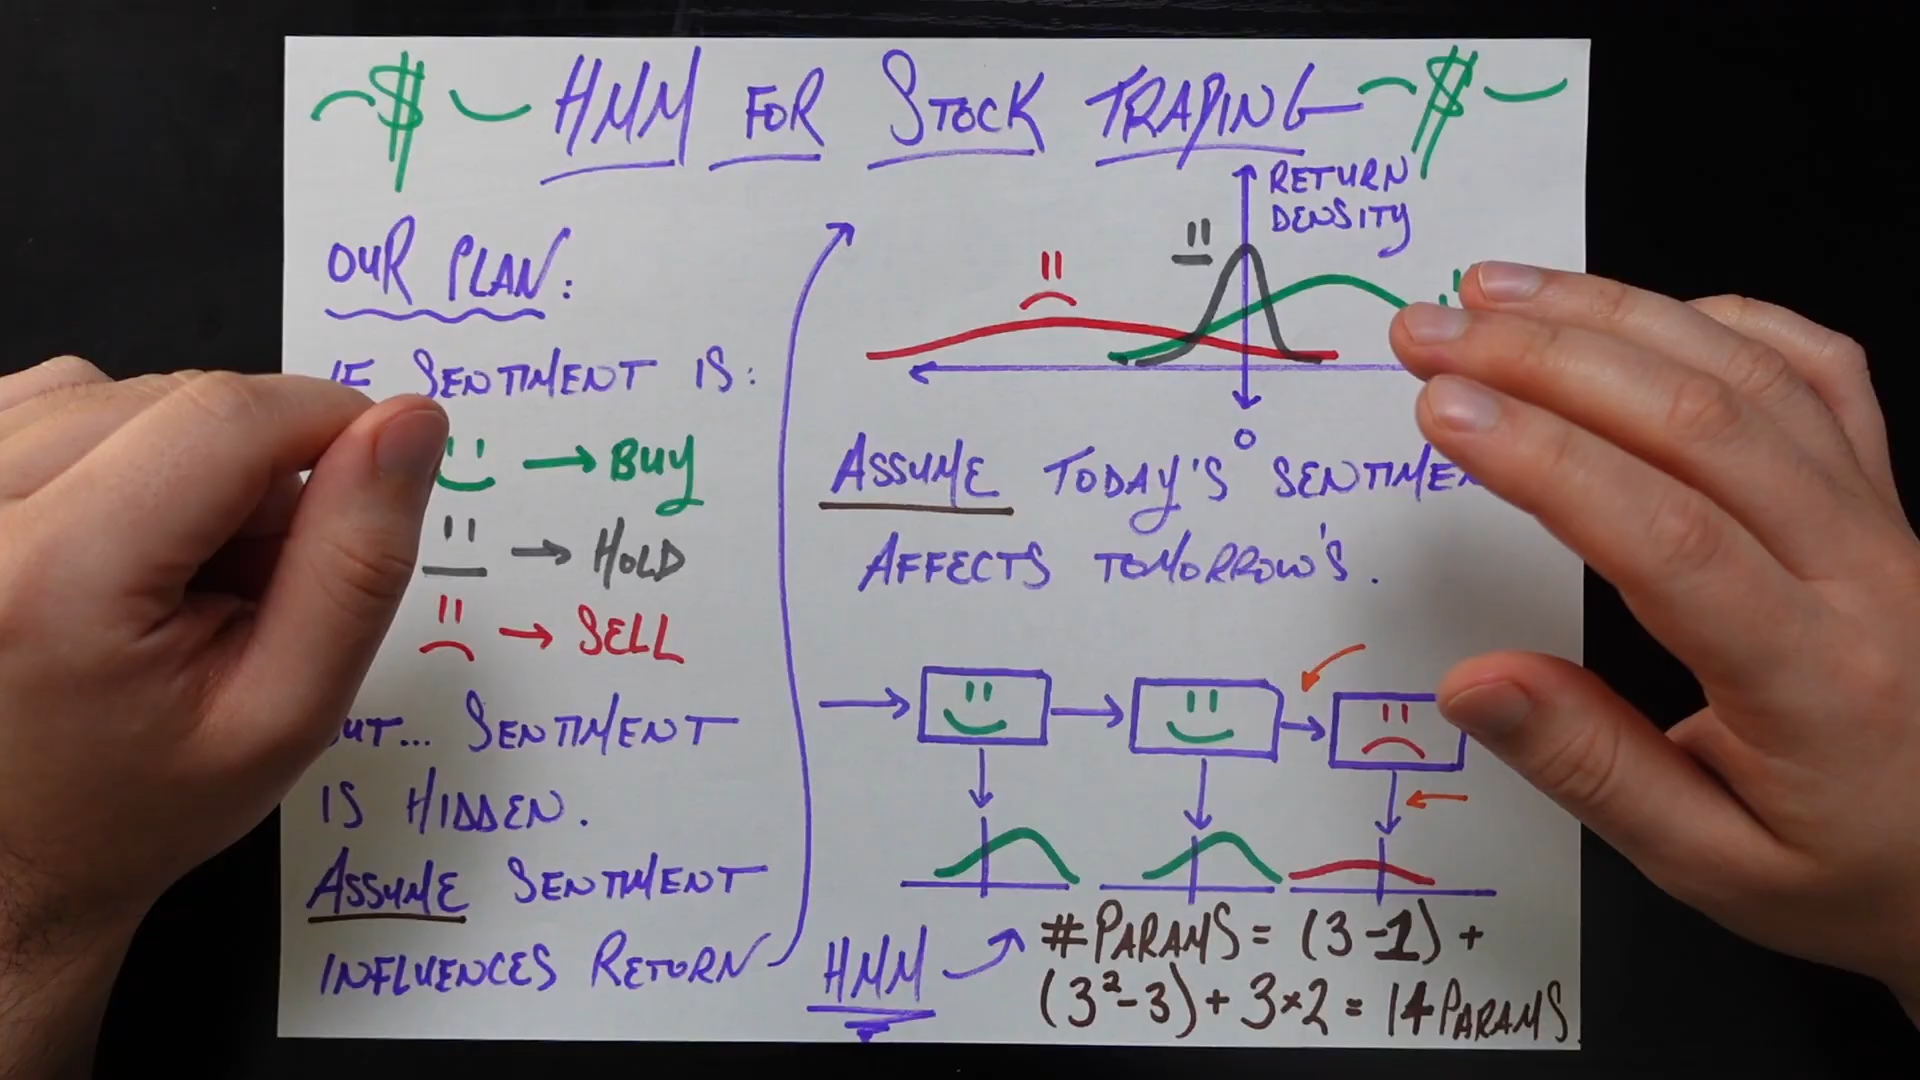 $ HMM FOR STOCK TRADING $
OUR PLAN:
IF SENTIMENT IS:
→ BUY
→ HOLD
→ SELL
SENTIMENT
IS HIDDEN.
ASSUME SENTIMENT
INFLUENCES RETURN
RETURN
DENSITY
0
ASSUME TODAY'S
AFFECTS TOMORROW'S.
HMM
#PARAMS = (3-1) +
(3²-3) + 3×2 = 14 PARAMS.